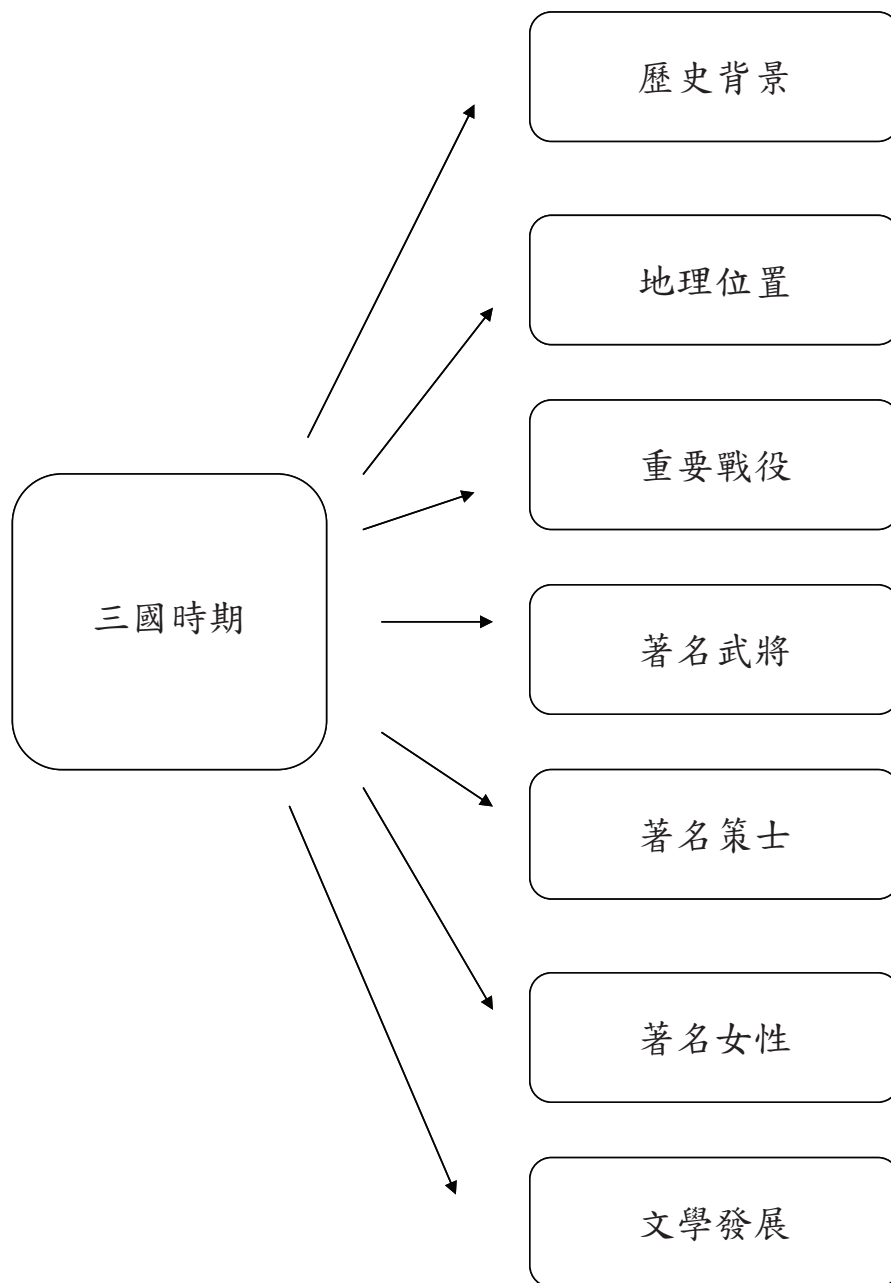 歷史背景
地理位置
重要戰役
三國時期
著名武將
著名策士
著名女性
文學發展